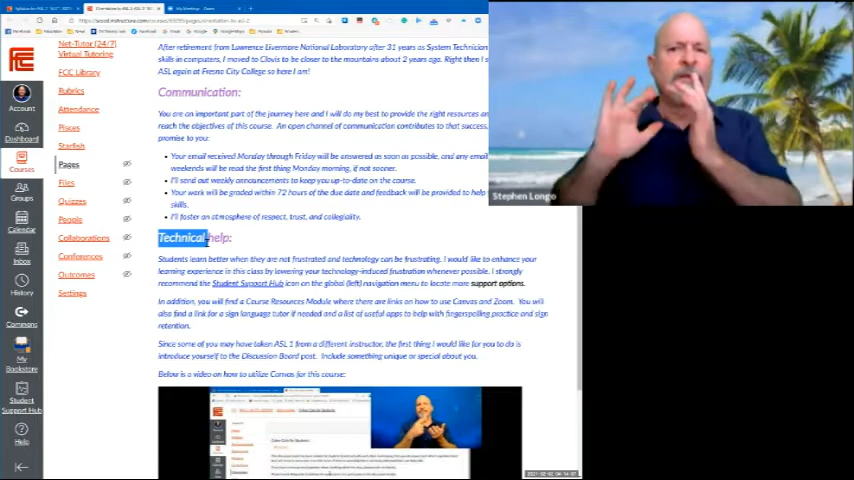 https://scccd.instructure.com/courses/
My Meetings - Zoom
Net-Tutor (24/7)
Virtual Tutoring
FCC Library
Rubrics
Attendance
Pisces
Starfish
Pages
Files
Quizzes
People
Collaborations
Conferences
Outcomes
Settings
Account
Dashboard
Courses
Groups
Calendar
Inbox
History
Commons
My
Bookstore
Student
Support Hub
Help
After retirement from Lawrence Livermore National Laboratory after 31 years as System Technician
skills in computers, I moved to Clovis to be closer to the mountains about 2 years ago. Right then I s
ASL again at Fresno City College so here I am!
Communication:
You are an important part of the journey here and I will do my best to provide the right resources an
reach the objectives of this course. An open channel of communication contributes to that success,
promise to you:
Your email received Monday through Friday will be answered as soon as possible, and any em
weekends will be read the first thing Monday morning, if not sooner.
I'll send out weekly announcements to keep you up-to-date on the course.
Your work will be graded within 72 hours of the due date and feedback will be provided to help
skills.
I'll foster an atmosphere of respect, trust, and collegiality.
Technical help:
Students learn better when they are not frustrated and technology can be frustrating. I would like to enhance your
learning experience in this class by lowering your technology-induced frustration whenever possible. I strongly
recommend the Student Support Hub icon on the global (left) navigation menu to locate more support options.
In addition, you will find a Course Resources Module where there are links on how to use Canvas and Zoom. You will
also find a link for a sign language tutor if needed and a list of useful apps to help with fingerspelling practice and sign
retention.
Since some of you may have taken ASL 1 from a different instructor, the first thing I would like for you to do is
introduce yourself to the Discussion Board post. Include something unique or special about you.
Below is a video on how to utilize Canvas for this course:
Stephen Longo